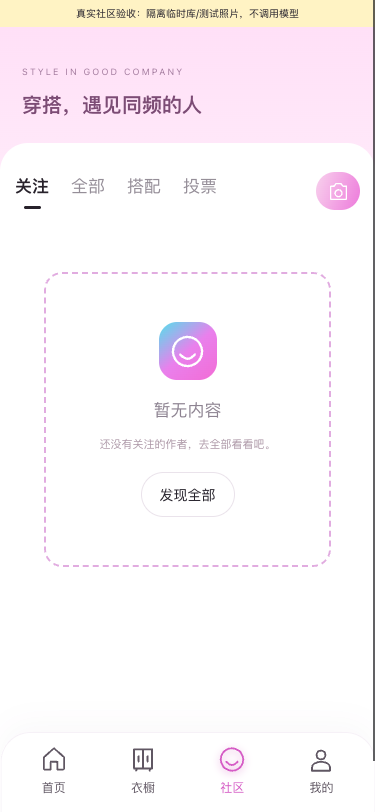 真实社区验收：隔离临时库/测试照片，不调用模型
STYLE IN GOOD COMPANY
穿搭，遇见同频的人
关注 全部 搭配 投票
暂无内容
还没有关注的作者，去全部看看吧。
发现全部
首页 衣橱 社区 我的